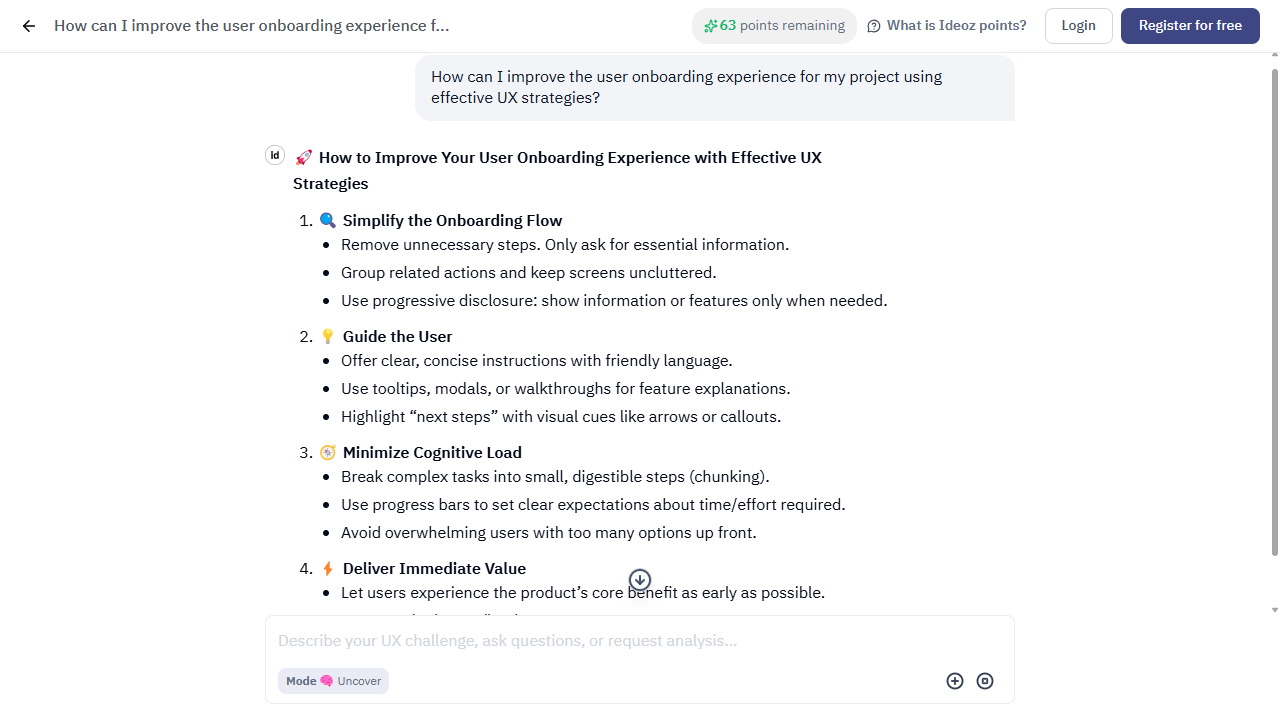 How can I improve the user onboarding experience f...
63 points remaining
What is Ideoz points?
Login
Register for free
How can I improve the user onboarding experience for my project using
effective UX strategies?
id
🚀 How to Improve Your User Onboarding Experience with Effective UX
Strategies
1. 🔍 Simplify the Onboarding Flow
• Remove unnecessary steps. Only ask for essential information.
• Group related actions and keep screens uncluttered.
• Use progressive disclosure: show information or features only when needed.
2. 💡 Guide the User
• Offer clear, concise instructions with friendly language.
• Use tooltips, modals, or walkthroughs for feature explanations.
• Highlight “next steps” with visual cues like arrows or callouts.
3. 🧭 Minimize Cognitive Load
• Break complex tasks into small, digestible steps (chunking).
• Use progress bars to set clear expectations about time/effort required.
• Avoid overwhelming users with too many options up front.
4. ⚡ Deliver Immediate Value
• Let users experience the product’s core benefit as early as possible.
Describe your UX challenge, ask questions, or request analysis...
Mode 🧠 Uncover